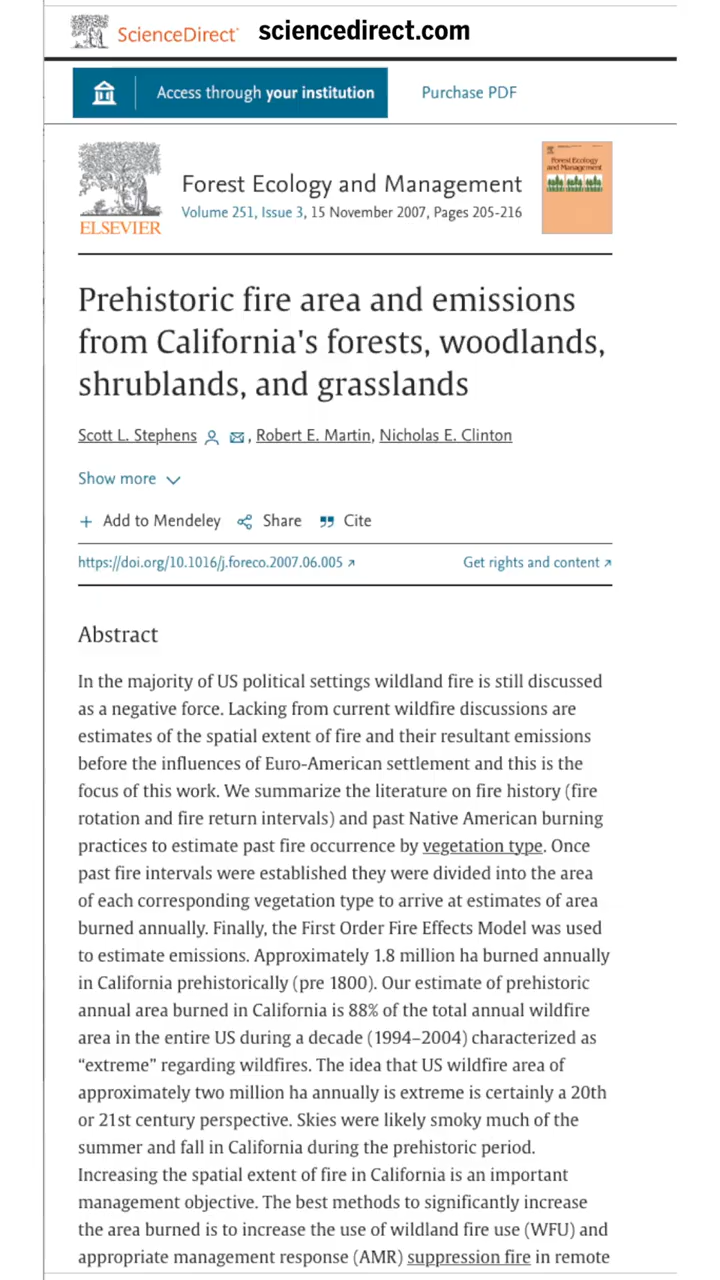 ScienceDirect® sciencedirect.com
Access through your institution Purchase PDF
ELSEVIER
Forest Ecology and Management
Volume 251, Issue 3, 15 November 2007, Pages 205-216
Forest Ecology
and Management
Prehistoric fire area and emissions
from California's forests, woodlands,
shrublands, and grasslands
Scott L. Stephens, Robert E. Martin, Nicholas E. Clinton
Show more
+ Add to Mendeley Share Cite
https://doi.org/10.1016/j.foreco.2007.06.005 ↗ Get rights and content ↗
Abstract
In the majority of US political settings wildland fire is still discussed
as a negative force. Lacking from current wildfire discussions are
estimates of the spatial extent of fire and their resultant emissions
before the influences of Euro-American settlement and this is the
focus of this work. We summarize the literature on fire history (fire
rotation and fire return intervals) and past Native American burning
practices to estimate past fire occurrence by vegetation type. Once
past fire intervals were established they were divided into the area
of each corresponding vegetation type to arrive at estimates of area
burned annually. Finally, the First Order Fire Effects Model was used
to estimate emissions. Approximately 1.8 million ha burned annually
in California prehistorically (pre 1800). Our estimate of prehistoric
annual area burned in California is 88% of the total annual wildfire
area in the entire US during a decade (1994–2004) characterized as
“extreme” regarding wildfires. The idea that US wildfire area of
approximately two million ha annually is extreme is certainly a 20th
or 21st century perspective. Skies were likely smoky much of the
summer and fall in California during the prehistoric period.
Increasing the spatial extent of fire in California is an important
management objective. The best methods to significantly increase
the area burned is to increase the use of wildland fire use (WFU) and
appropriate management response (AMR) suppression fire in remote